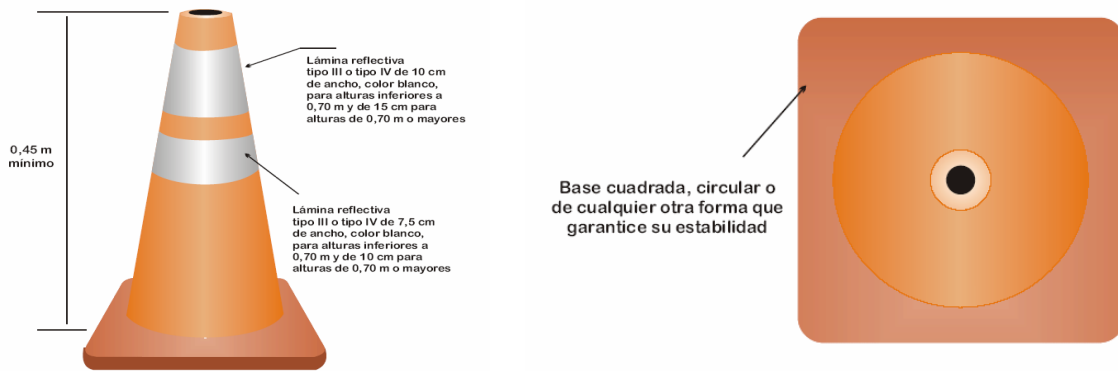 0,45 m
mínimo
Lámina reflectiva
tipo III o tipo IV de 10 cm
de ancho, color blanco,
para alturas inferiores a
0,70 m y de 15 cm para
alturas de 0,70 m o mayores
Lámina reflectiva
tipo III o tipo IV de 7,5 cm
de ancho, color blanco,
para alturas inferiores a
0,70 m y de 10 cm para
alturas de 0,70 m o mayores
Base cuadrada, circular o
de cualquier otra forma que
garantice su estabilidad